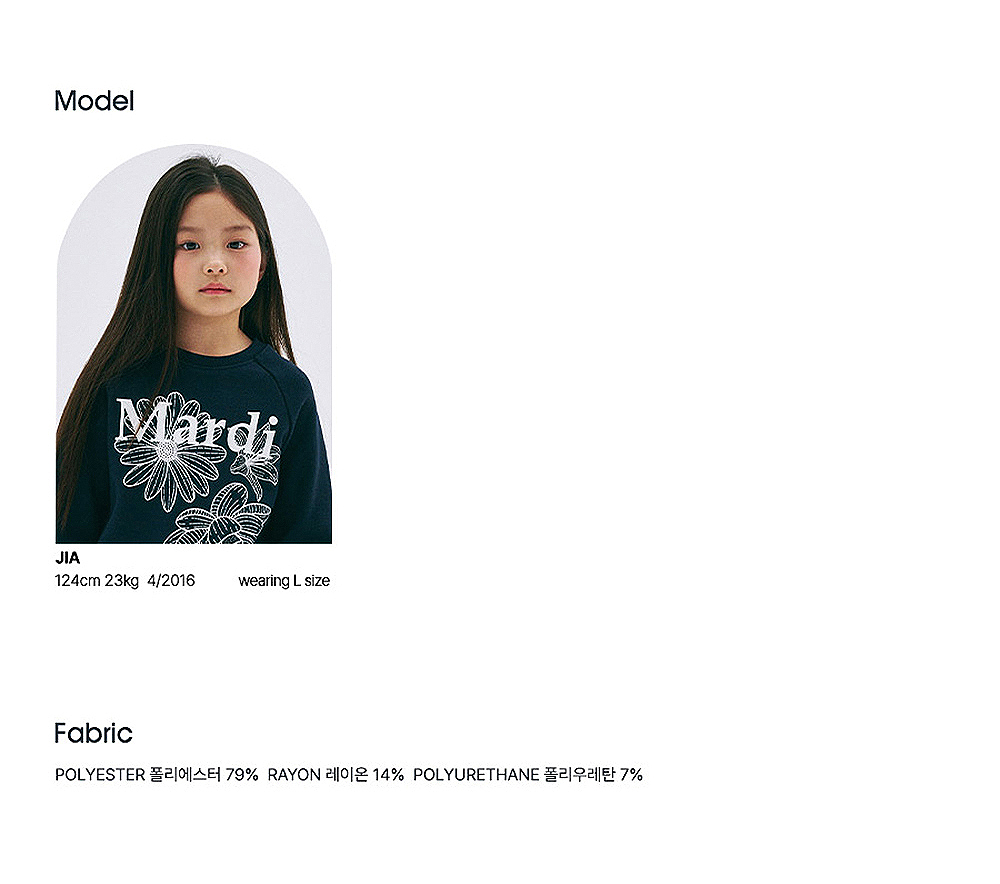 Model
Mardi
JIA
124cm 23kg 4/2016 wearing L size
Fabric
POLYESTER 폴리에스터 79% RAYON 레이온 14% POLYURETHANE 폴리우레탄 7%